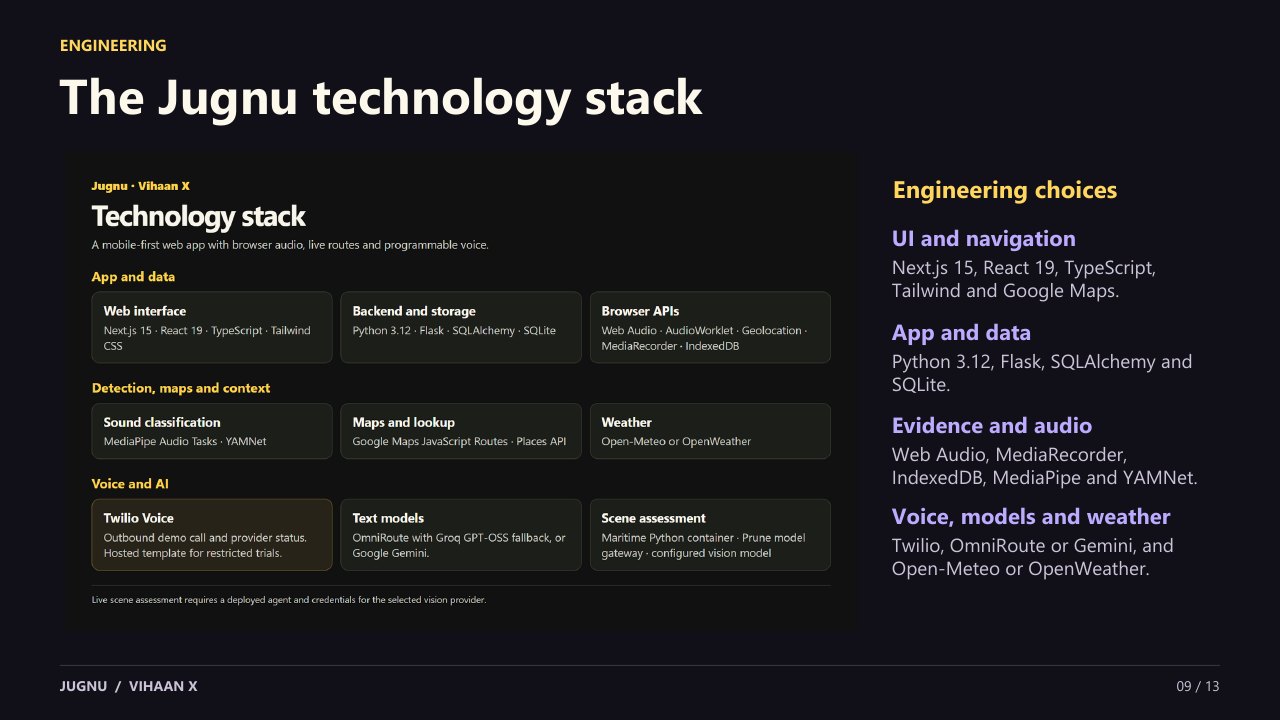 ENGINEERING
The Jugnu technology stack
Jugnu · Vihaan X
Technology stack
A mobile-first web app with browser audio, live routes and programmable voice.
App and data
Web interface
Next.js 15 · React 19 · TypeScript · Tailwind
CSS
Backend and storage
Python 3.12 · Flask · SQLAlchemy · SQLite
Browser APIs
Web Audio · AudioWorklet · Geolocation ·
MediaRecorder · IndexedDB
Detection, maps and context
Sound classification
MediaPipe Audio Tasks · YAMNet
Maps and lookup
Google Maps JavaScript Routes · Places API
Weather
Open-Meteo or OpenWeather
Voice and AI
Twilio Voice
Outbound demo call and provider status.
Hosted template for restricted trials.
Text models
OmniRoute with Groq GPT-OSS fallback, or
Google Gemini.
Scene assessment
Maritime Python container · Prune model
gateway · configured vision model
Live scene assessment requires a deployed agent and credentials for the selected vision provider.
Engineering choices
UI and navigation
Next.js 15, React 19, TypeScript,
Tailwind and Google Maps.
App and data
Python 3.12, Flask, SQLAlchemy and
SQLite.
Evidence and audio
Web Audio, MediaRecorder,
IndexedDB, MediaPipe and YAMNet.
Voice, models and weather
Twilio, OmniRoute or Gemini, and
Open-Meteo or OpenWeather.
JUGNU / VIHAAN X
09 / 13